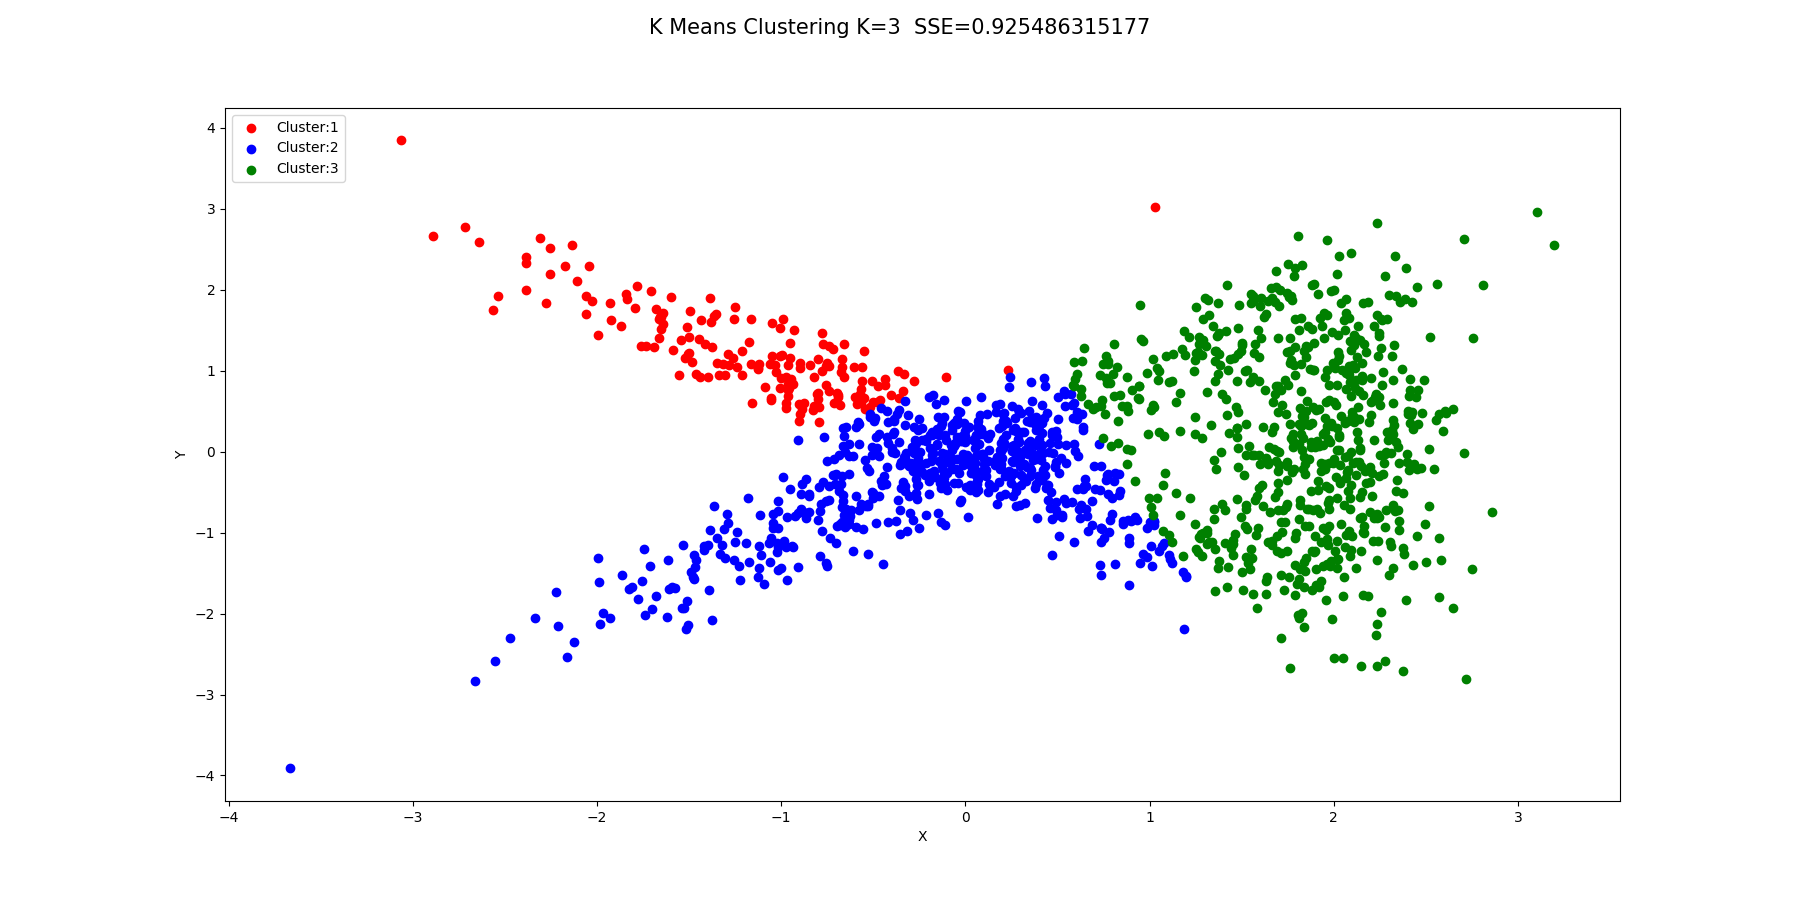 K Means Clustering K=3  SSE=0.925486315177
Cluster:1
Cluster:2
Cluster:3
4
3
2
1
0
−1
−2
−3
−4
Y
−4 −3 −2 −1 0 1 2 3
X